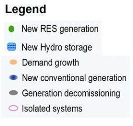 Legend
New RES generation
New Hydro storage
Demand growth
New conventional generation
Generation decomissioning
Isolated systems